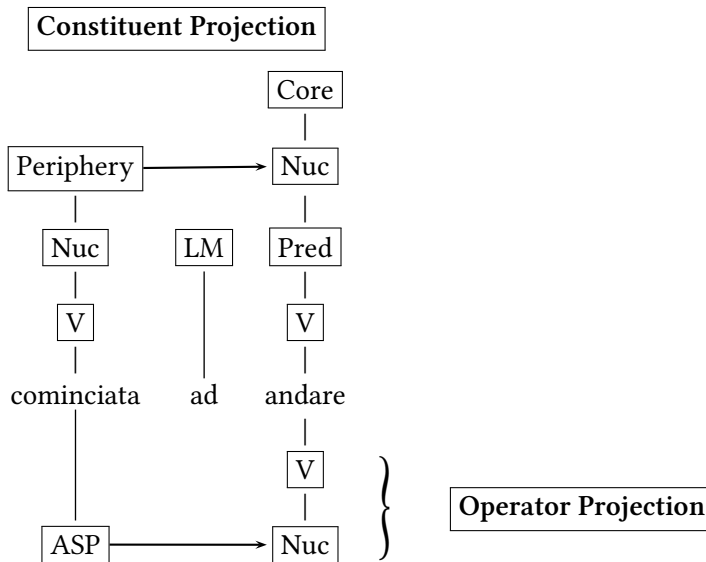 Constituent Projection
Core
Periphery Nuc
Nuc LM Pred
V V
cominciata ad andare
V
Operator Projection
ASP Nuc